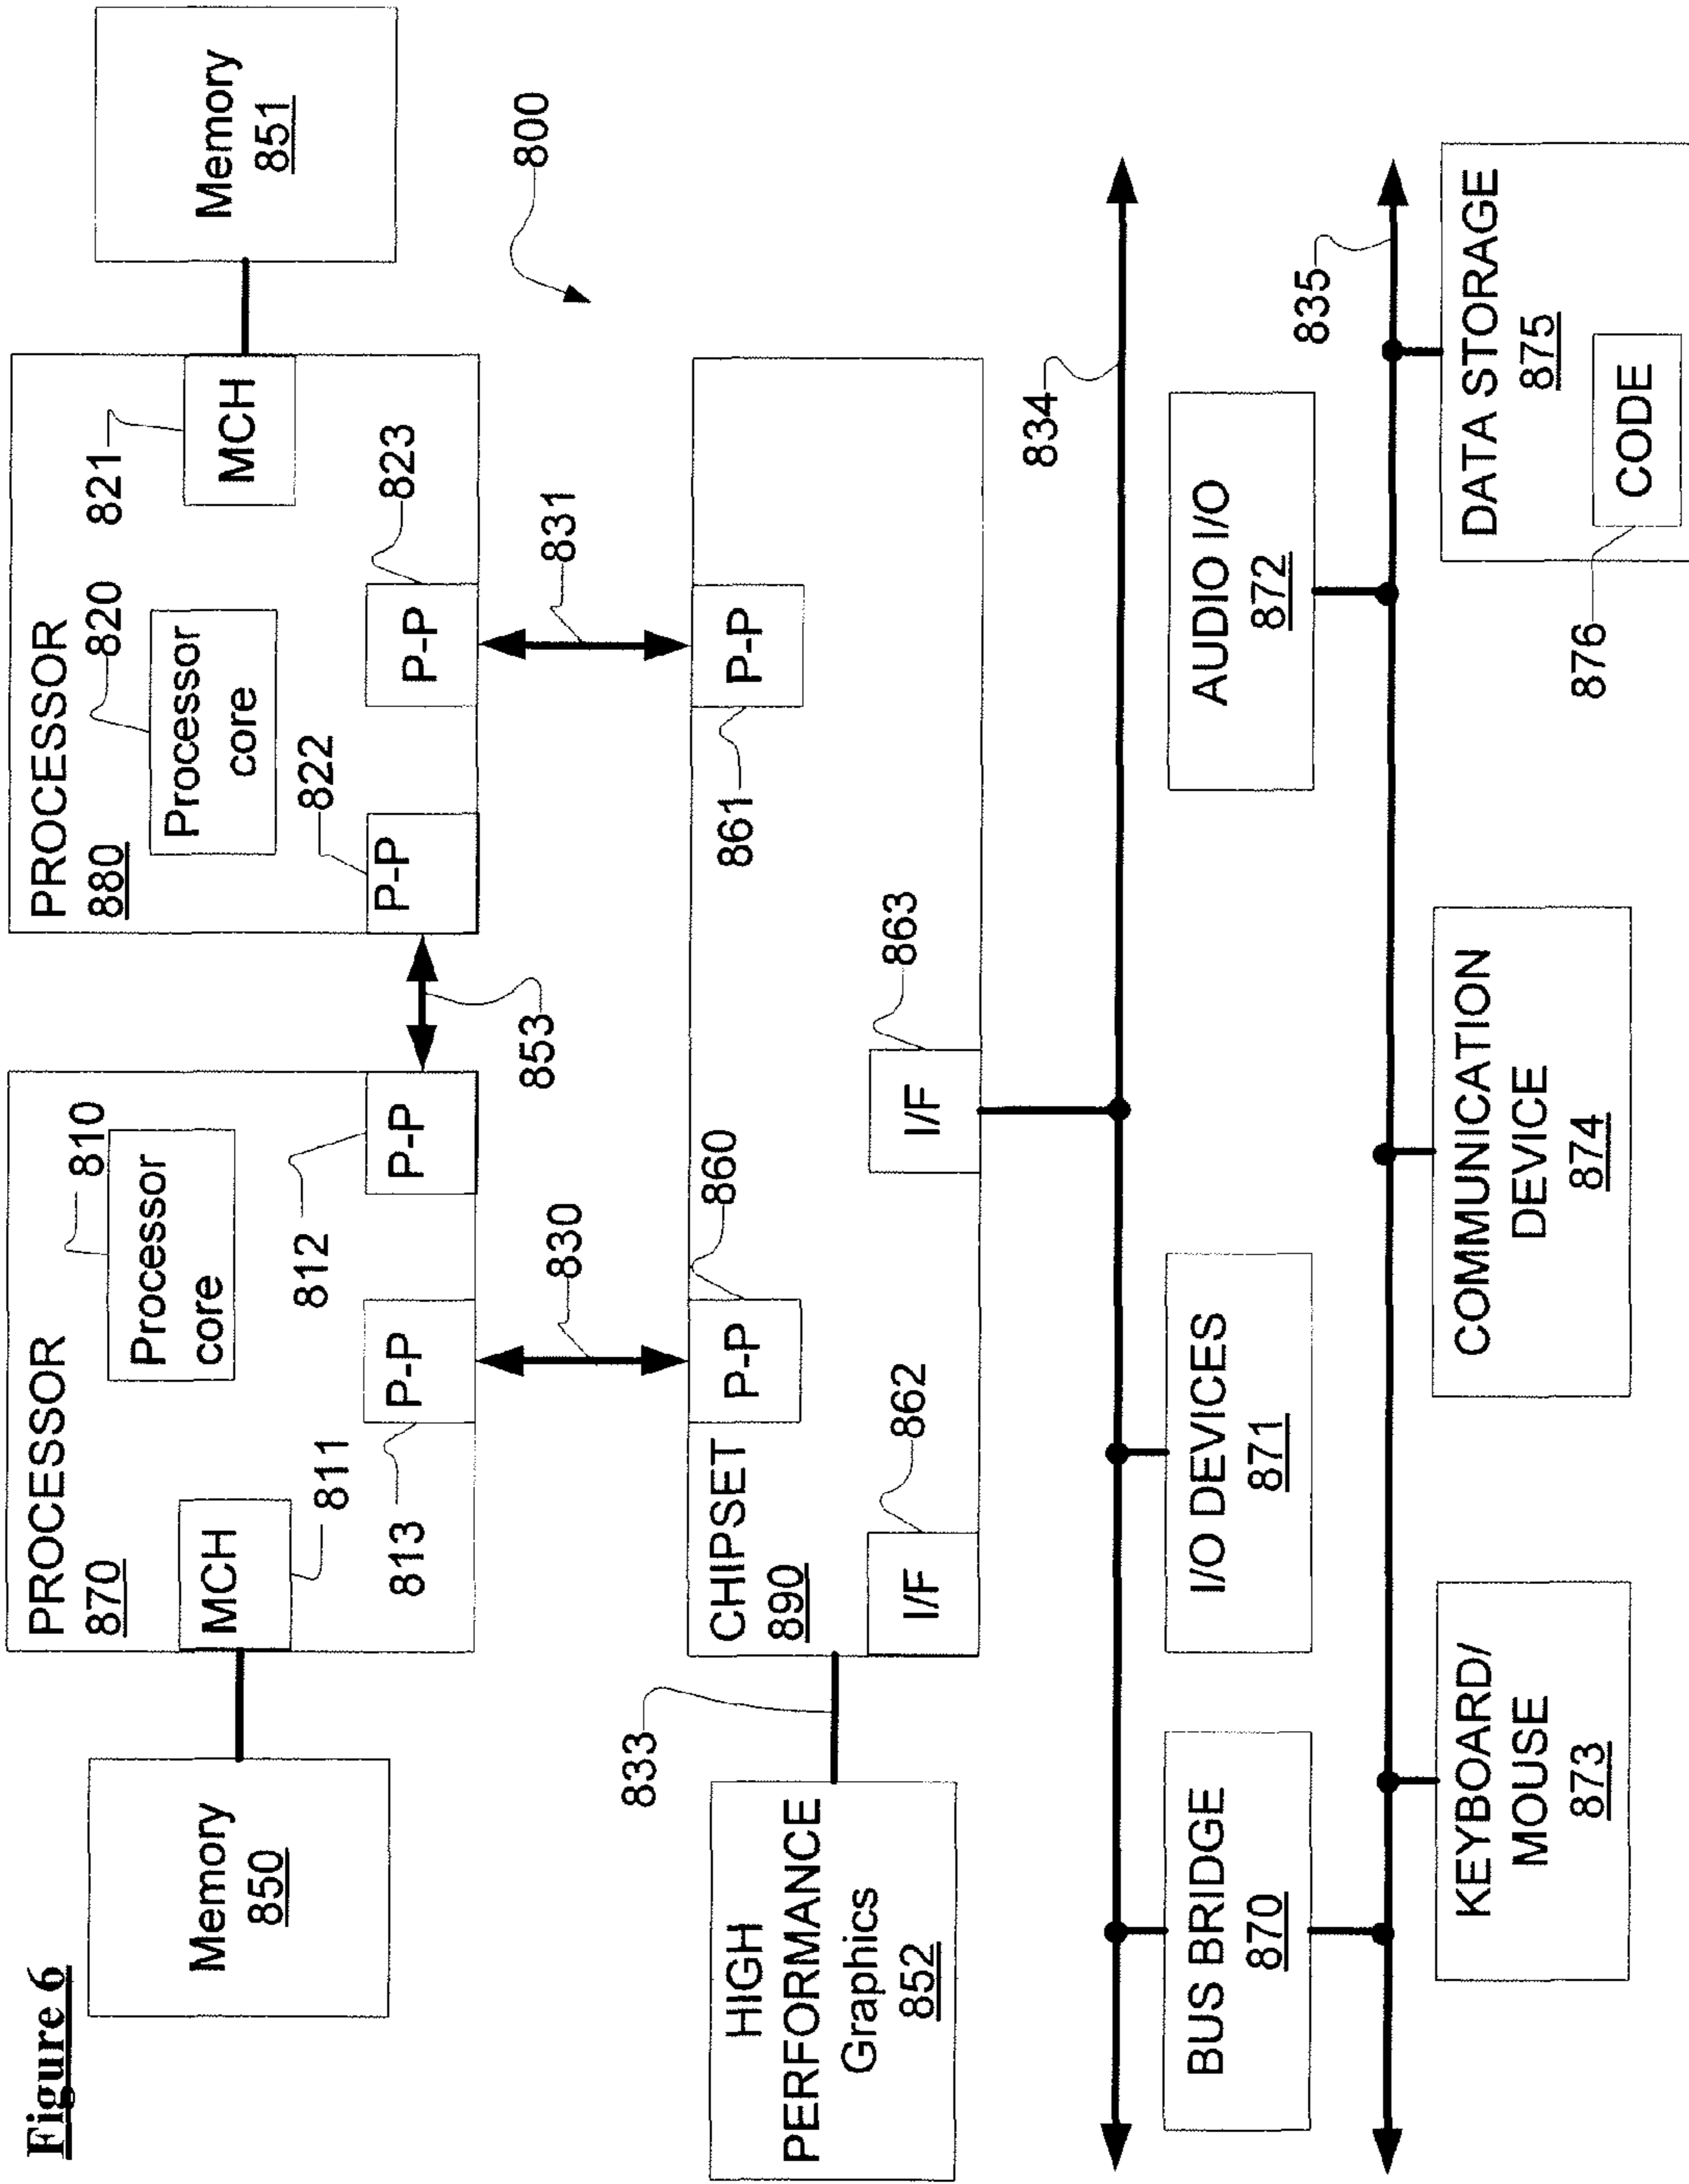 Figure 6
Memory
850
PROCESSOR
870
MCH
811
Processor
core
810
812
P-P
P-P
813
853
PROCESSOR
880
Processor
core
820
822
P-P
821
MCH
P-P
823
Memory
851
800
830
831
HIGH
PERFORMANCE
Graphics
852
833
CHIPSET
890
P-P
860
861
P-P
I/F
862
I/F
863
834
BUS BRIDGE
870
I/O DEVICES
871
AUDIO I/O
872
835
KEYBOARD/
MOUSE
873
COMMUNICATION
DEVICE
874
DATA STORAGE
875
CODE
876